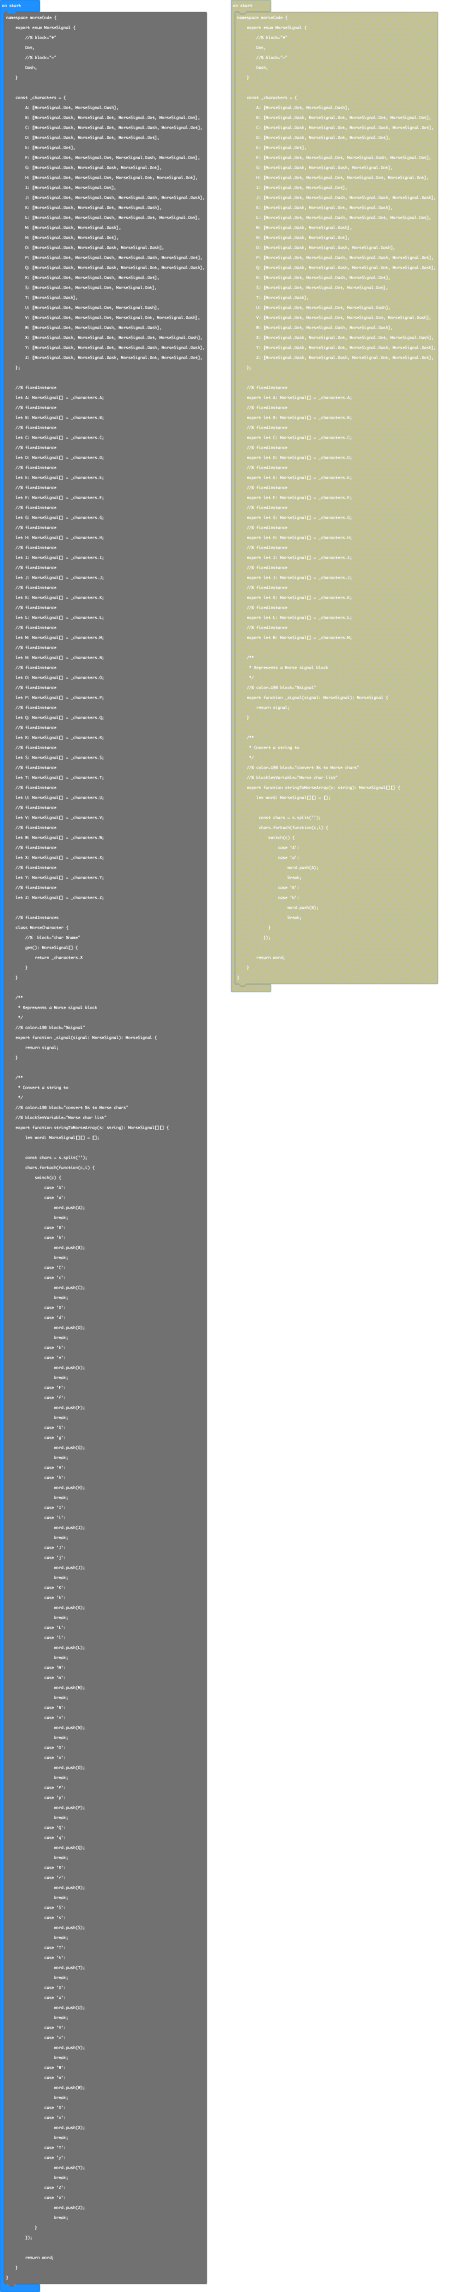 on start
namespace morseCode {
export enum MorseSignal {
//% block="•"
Dot,
//% block="-"
Dash,
}
const _characters = {
A: [MorseSignal.Dot, MorseSignal.Dash],
B: [MorseSignal.Dash, MorseSignal.Dot, MorseSignal.Dot, MorseSignal.Dot],
C: [MorseSignal.Dash, MorseSignal.Dot, MorseSignal.Dash, MorseSignal.Dot],
D: [MorseSignal.Dash, MorseSignal.Dot, MorseSignal.Dot],
E: [MorseSignal.Dot],
F: [MorseSignal.Dot, MorseSignal.Dot, MorseSignal.Dash, MorseSignal.Dot],
G: [MorseSignal.Dash, MorseSignal.Dash, MorseSignal.Dot],
H: [MorseSignal.Dot, MorseSignal.Dot, MorseSignal.Dot, MorseSignal.Dot],
I: [MorseSignal.Dot, MorseSignal.Dot],
J: [MorseSignal.Dot, MorseSignal.Dash, MorseSignal.Dash, MorseSignal.Dash],
K: [MorseSignal.Dash, MorseSignal.Dot, MorseSignal.Dash],
L: [MorseSignal.Dot, MorseSignal.Dash, MorseSignal.Dot, MorseSignal.Dot],
M: [MorseSignal.Dash, MorseSignal.Dash],
N: [MorseSignal.Dash, MorseSignal.Dot],
O: [MorseSignal.Dash, MorseSignal.Dash, MorseSignal.Dash],
P: [MorseSignal.Dot, MorseSignal.Dash, MorseSignal.Dash, MorseSignal.Dot],
Q: [MorseSignal.Dash, MorseSignal.Dash, MorseSignal.Dot, MorseSignal.Dash],
R: [MorseSignal.Dot, MorseSignal.Dash, MorseSignal.Dot],
S: [MorseSignal.Dot, MorseSignal.Dot, MorseSignal.Dot],
T: [MorseSignal.Dash],
U: [MorseSignal.Dot, MorseSignal.Dot, MorseSignal.Dash],
V: [MorseSignal.Dot, MorseSignal.Dot, MorseSignal.Dot, MorseSignal.Dash],
W: [MorseSignal.Dot, MorseSignal.Dash, MorseSignal.Dash],
X: [MorseSignal.Dash, MorseSignal.Dot, MorseSignal.Dot, MorseSignal.Dash],
Y: [MorseSignal.Dash, MorseSignal.Dot, MorseSignal.Dash, MorseSignal.Dash],
Z: [MorseSignal.Dash, MorseSignal.Dash, MorseSignal.Dot, MorseSignal.Dot],
};
//% fixedInstance
let A: MorseSignal[] = _characters.A;
//% fixedInstance
let B: MorseSignal[] = _characters.B;
//% fixedInstance
let C: MorseSignal[] = _characters.C;
//% fixedInstance
let D: MorseSignal[] = _characters.D;
//% fixedInstance
let E: MorseSignal[] = _characters.E;
//% fixedInstance
let F: MorseSignal[] = _characters.F;
//% fixedInstance
let G: MorseSignal[] = _characters.G;
//% fixedInstance
let H: MorseSignal[] = _characters.H;
//% fixedInstance
let I: MorseSignal[] = _characters.I;
//% fixedInstance
let J: MorseSignal[] = _characters.J;
//% fixedInstance
let K: MorseSignal[] = _characters.K;
//% fixedInstance
let L: MorseSignal[] = _characters.L;
//% fixedInstance
let M: MorseSignal[] = _characters.M;
//% fixedInstance
let N: MorseSignal[] = _characters.N;
//% fixedInstance
let O: MorseSignal[] = _characters.O;
//% fixedInstance
let P: MorseSignal[] = _characters.P;
//% fixedInstance
let Q: MorseSignal[] = _characters.Q;
//% fixedInstance
let R: MorseSignal[] = _characters.R;
//% fixedInstance
let S: MorseSignal[] = _characters.S;
//% fixedInstance
let T: MorseSignal[] = _characters.T;
//% fixedInstance
let U: MorseSignal[] = _characters.U;
//% fixedInstance
let V: MorseSignal[] = _characters.V;
//% fixedInstance
let W: MorseSignal[] = _characters.W;
//% fixedInstance
let X: MorseSignal[] = _characters.X;
//% fixedInstance
let Y: MorseSignal[] = _characters.Y;
//% fixedInstance
let Z: MorseSignal[] = _characters.Z;
//% fixedInstances
class MorseCharacter {
//% block="char $name"
get(): MorseSignal[] {
return _characters.X
}
}
/**
* Represents a Morse signal block
*/
//% color=190 block="$signal"
export function _signal(signal: MorseSignal): MorseSignal {
return signal;
}
/**
* Convert a string to
*/
//% color=190 block="convert $s to Morse chars"
//% blockSetVariable="Morse char list"
export function stringToMorseArray(s: string): MorseSignal[][] {
let word: MorseSignal[][] = [];
const chars = s.split("");
chars.forEach(function(c,i) {
switch(c) {
case 'A':
case 'a':
word.push(A);
break;
case 'B':
case 'b':
word.push(B);
break;
case 'C':
case 'c':
word.push(C);
break;
case 'D':
case 'd':
word.push(D);
break;
case 'E':
case 'e':
word.push(E);
break;
case 'F':
case 'f':
word.push(F);
break;
case 'G':
case 'g':
word.push(G);
break;
case 'H':
case 'h':
word.push(H);
break;
case 'I':
case 'i':
word.push(I);
break;
case 'J':
case 'j':
word.push(J);
break;
case 'K':
case 'k':
word.push(K);
break;
case 'L':
case 'l':
word.push(L);
break;
case 'M':
case 'm':
word.push(M);
break;
case 'N':
case 'n':
word.push(N);
break;
case 'O':
case 'o':
word.push(O);
break;
case 'P':
case 'p':
word.push(P);
break;
case 'Q':
case 'q':
word.push(Q);
break;
case 'R':
case 'r':
word.push(R);
break;
case 'S':
case 's':
word.push(S);
break;
case 'T':
case 't':
word.push(T);
break;
case 'U':
case 'u':
word.push(U);
break;
case 'V':
case 'v':
word.push(V);
break;
case 'W':
case 'w':
word.push(W);
break;
case 'X':
case 'x':
word.push(X);
break;
case 'Y':
case 'y':
word.push(Y);
break;
case 'Z':
case 'z':
word.push(Z);
break;
}
});
return word;
}
}
on start
namespace morseCode {
export enum MorseSignal {
//% block="•"
Dot,
//% block="-"
Dash,
}
const _characters = {
A: [MorseSignal.Dot, MorseSignal.Dash],
B: [MorseSignal.Dash, MorseSignal.Dot, MorseSignal.Dot, MorseSignal.Dot],
C: [MorseSignal.Dash, MorseSignal.Dot, MorseSignal.Dash, MorseSignal.Dot],
D: [MorseSignal.Dash, MorseSignal.Dot, MorseSignal.Dot],
E: [MorseSignal.Dot],
F: [MorseSignal.Dot, MorseSignal.Dot, MorseSignal.Dash, MorseSignal.Dot],
G: [MorseSignal.Dash, MorseSignal.Dash, MorseSignal.Dot],
H: [MorseSignal.Dot, MorseSignal.Dot, MorseSignal.Dot, MorseSignal.Dot],
I: [MorseSignal.Dot, MorseSignal.Dot],
J: [MorseSignal.Dot, MorseSignal.Dash, MorseSignal.Dash, MorseSignal.Dash],
K: [MorseSignal.Dash, MorseSignal.Dot, MorseSignal.Dash],
L: [MorseSignal.Dot, MorseSignal.Dash, MorseSignal.Dot, MorseSignal.Dot],
M: [MorseSignal.Dash, MorseSignal.Dash],
N: [MorseSignal.Dash, MorseSignal.Dot],
O: [MorseSignal.Dash, MorseSignal.Dash, MorseSignal.Dash],
P: [MorseSignal.Dot, MorseSignal.Dash, MorseSignal.Dash, MorseSignal.Dot],
Q: [MorseSignal.Dash, MorseSignal.Dash, MorseSignal.Dot, MorseSignal.Dash],
R: [MorseSignal.Dot, MorseSignal.Dash, MorseSignal.Dot],
S: [MorseSignal.Dot, MorseSignal.Dot, MorseSignal.Dot],
T: [MorseSignal.Dash],
U: [MorseSignal.Dot, MorseSignal.Dot, MorseSignal.Dash],
V: [MorseSignal.Dot, MorseSignal.Dot, MorseSignal.Dot, MorseSignal.Dash],
W: [MorseSignal.Dot, MorseSignal.Dash, MorseSignal.Dash],
X: [MorseSignal.Dash, MorseSignal.Dot, MorseSignal.Dot, MorseSignal.Dash],
Y: [MorseSignal.Dash, MorseSignal.Dot, MorseSignal.Dash, MorseSignal.Dash],
Z: [MorseSignal.Dash, MorseSignal.Dash, MorseSignal.Dot, MorseSignal.Dot],
};
//% fixedInstance
export let A: MorseSignal[] = _characters.A;
//% fixedInstance
export let B: MorseSignal[] = _characters.B;
//% fixedInstance
export let C: MorseSignal[] = _characters.C;
//% fixedInstance
export let D: MorseSignal[] = _characters.D;
//% fixedInstance
export let E: MorseSignal[] = _characters.E;
//% fixedInstance
export let F: MorseSignal[] = _characters.F;
//% fixedInstance
export let G: MorseSignal[] = _characters.G;
//% fixedInstance
export let H: MorseSignal[] = _characters.H;
//% fixedInstance
export let I: MorseSignal[] = _characters.I;
//% fixedInstance
export let J: MorseSignal[] = _characters.J;
//% fixedInstance
export let K: MorseSignal[] = _characters.K;
//% fixedInstance
export let L: MorseSignal[] = _characters.L;
//% fixedInstance
export let M: MorseSignal[] = _characters.M;
/**
* Represents a Morse signal block
*/
//% color=190 block="$signal"
export function _signal(signal: MorseSignal): MorseSignal {
return signal;
}
/**
* Convert a string to
*/
//% color=190 block="convert $s to Morse chars"
//% blockSetVariable="Morse char list"
export function stringToMorseArray(s: string): MorseSignal[][] {
let word: MorseSignal[][] = [];
const chars = s.split("");
chars.forEach(function(c,i) {
switch(c) {
case 'A':
case 'a':
word.push(A);
break;
case 'B':
case 'b':
word.push(B);
break;
}
});
return word;
}
}